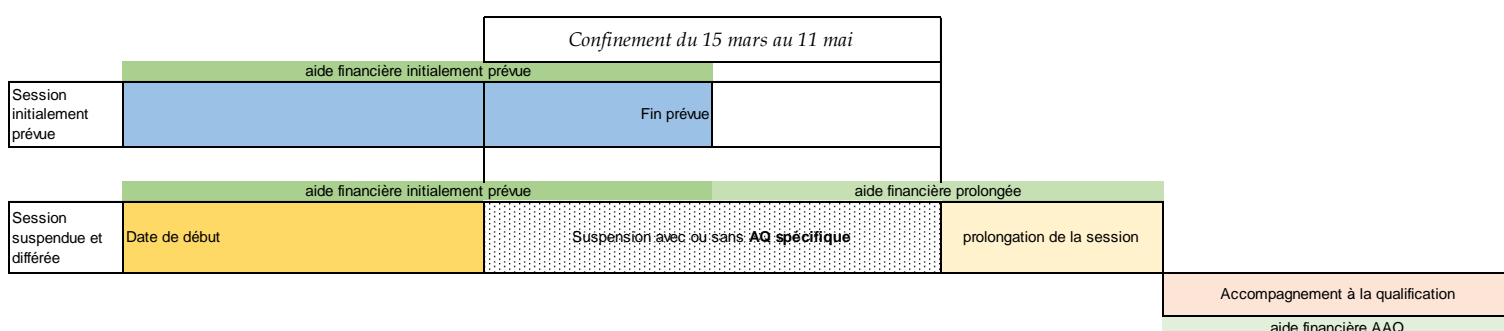 Confinement du 15 mars au 11 mai
aide financière initialement prévue
Session
initialement
prévue
Fin prévue
aide financière initialement prévue
aide financière prolongée
Session
suspendue et
différée
Date de début
Suspension avec ou sans AQ spécifique
prolongation de la session
Accompagnement à la qualification
aide financière AAQ